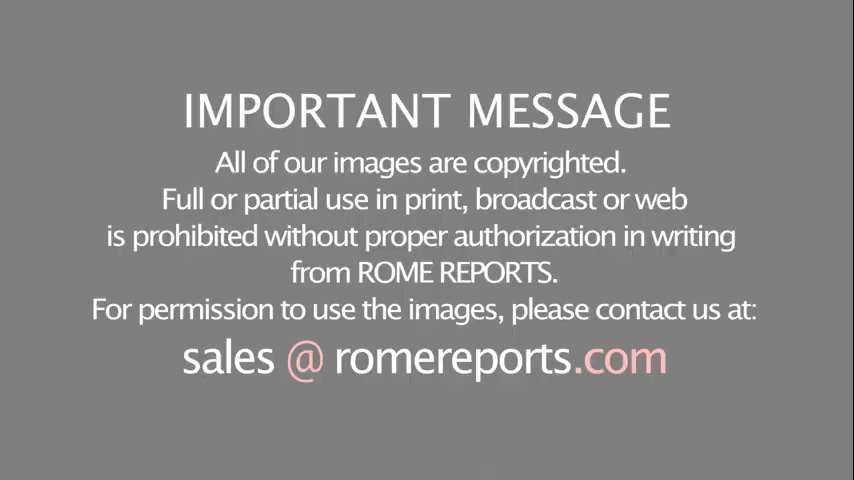 IMPORTANT MESSAGE
All of our images are copyrighted.
Full or partial use in print, broadcast or web
is prohibited without proper authorization in writing
from ROME REPORTS.
For permission to use the images, please contact us at:
sales @ romereports.com